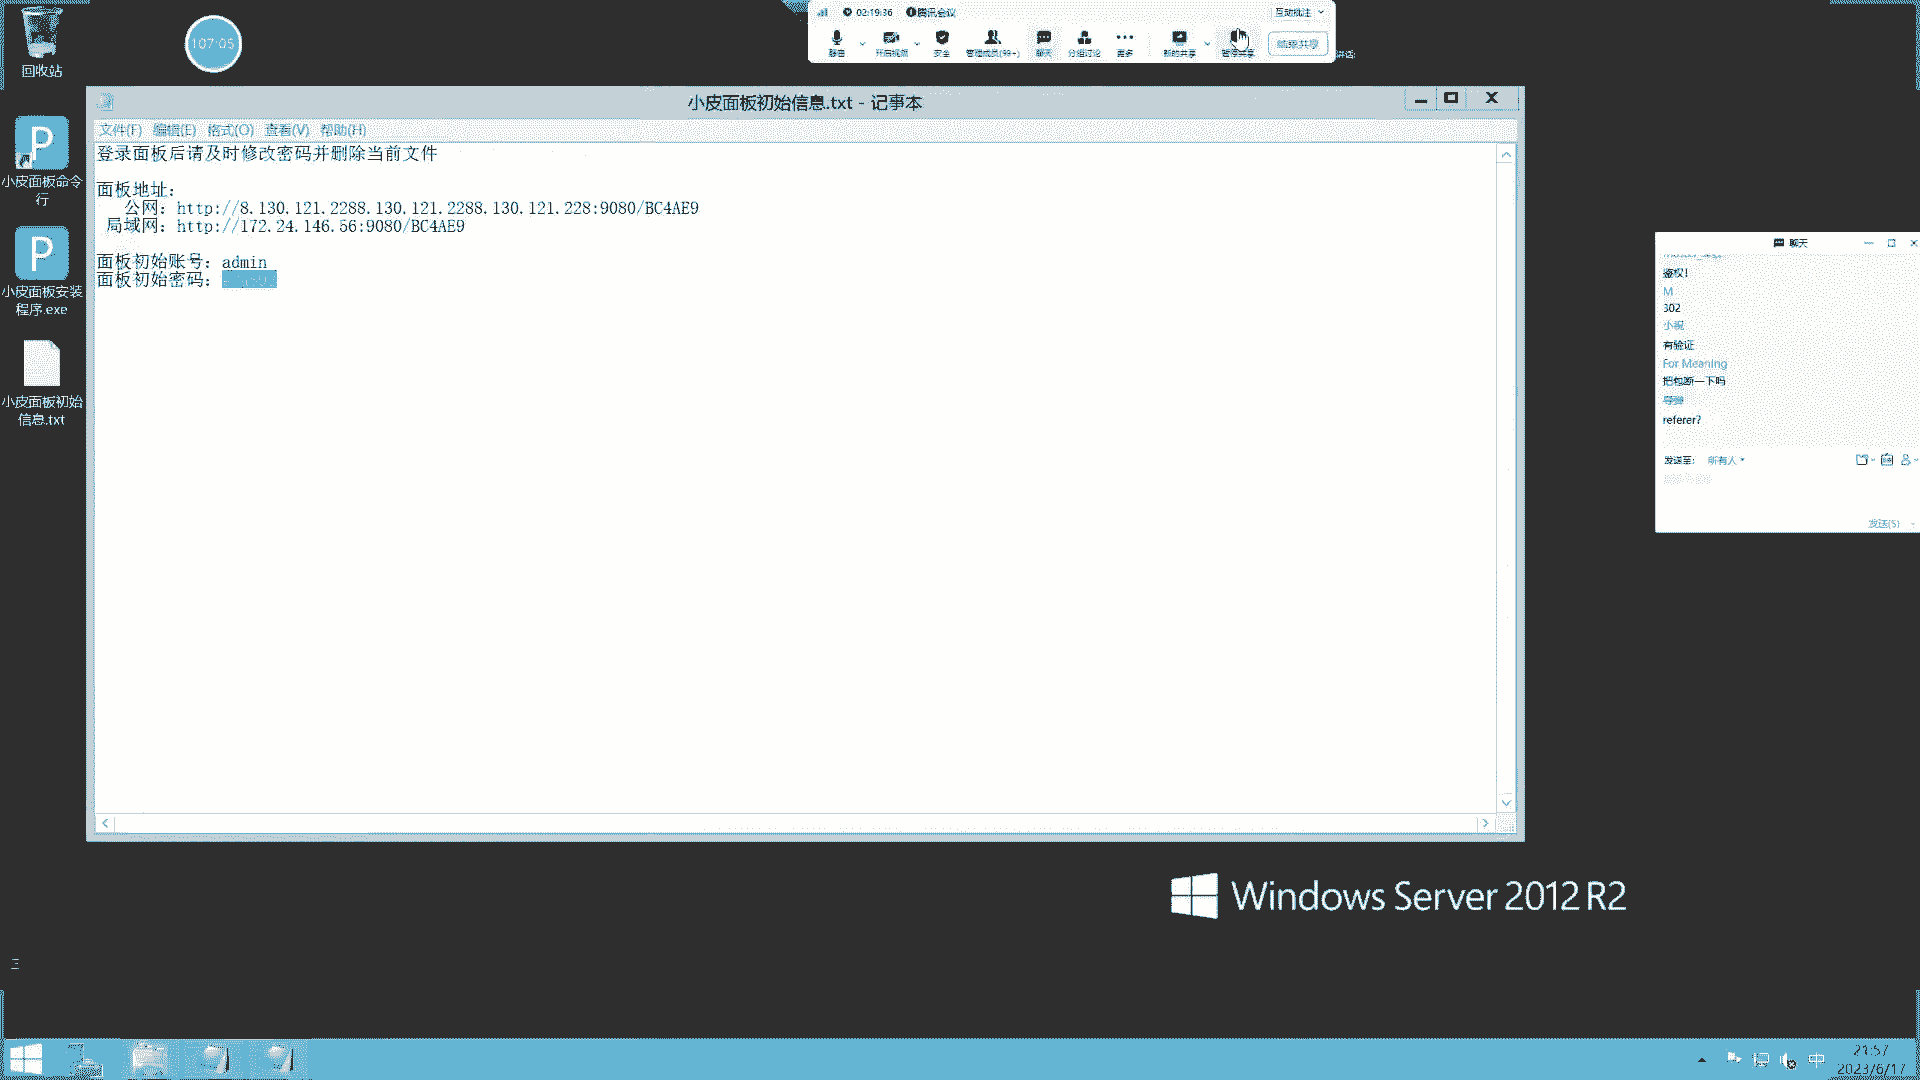 回收站
107:05
02:19:36
腾讯会议
互动批注
静音
开启视频
安全
管理成员(99+)
聊天
分组讨论
更多
新的共享
暂停共享
结束共享
小皮面板初始信息.txt - 记事本
文件(F) 编辑(E) 格式(O) 查看(V) 帮助(H)
登录面板后请及时修改密码并删除当前文件
面板地址:
公网: http://8.130.121.2288.130.121.2288.130.121.228:9080/BC4AE9
局域网: http://172.24.146.56:9080/BC4AE9
面板初始账号: admin
面板初始密码:
小皮面板命令
行
小皮面板安装
程序.exe
小皮面板初始
信息.txt
聊天
鉴权!
M
302
有验证
For Meaning
把包断一下吗
referer?
发送至: 所有人
发送(S)
Windows Server 2012 R2
中
21:57
2023/6/17